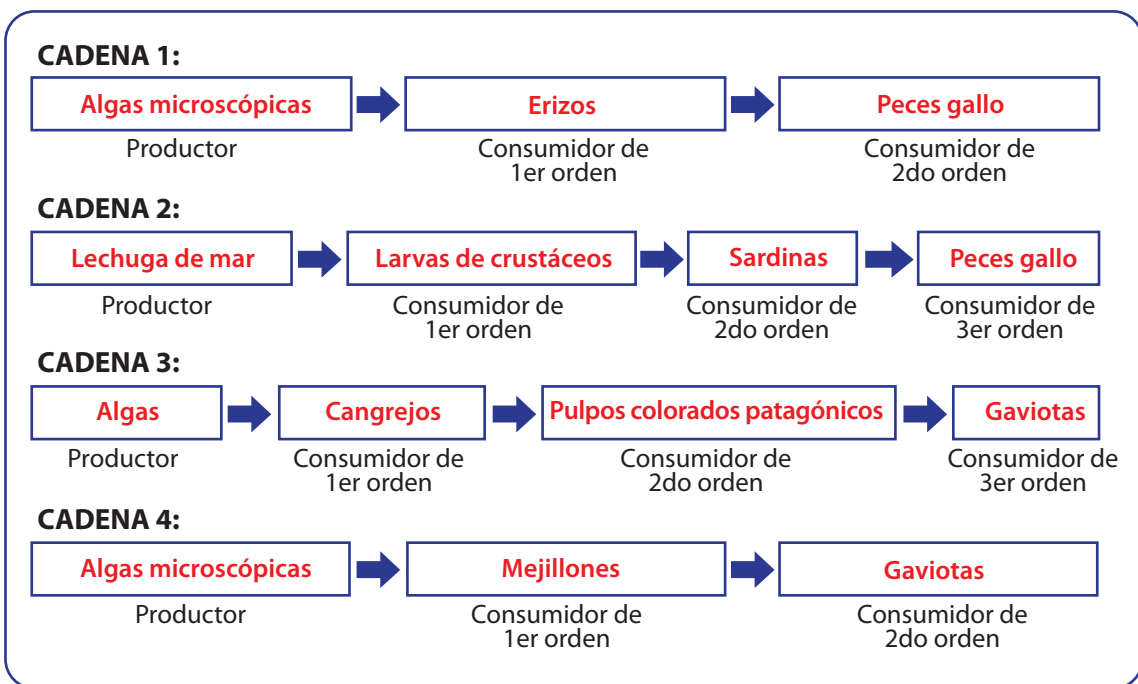 CADENA 1:
Algas microscópicas Erizos Peces gallo
Productor Consumidor de Consumidor de
1er orden 2do orden
CADENA 2:
Lechuga de mar Larvas de crustáceos Sardinas Peces gallo
Productor Consumidor de Consumidor de Consumidor de
1er orden 2do orden 3er orden
CADENA 3:
Algas Cangrejos Pulpos colorados patagónicos Gaviotas
Productor Consumidor de Consumidor de Consumidor de
1er orden 2do orden 3er orden
CADENA 4:
Algas microscópicas Mejillones Gaviotas
Productor Consumidor de Consumidor de
1er orden 2do orden